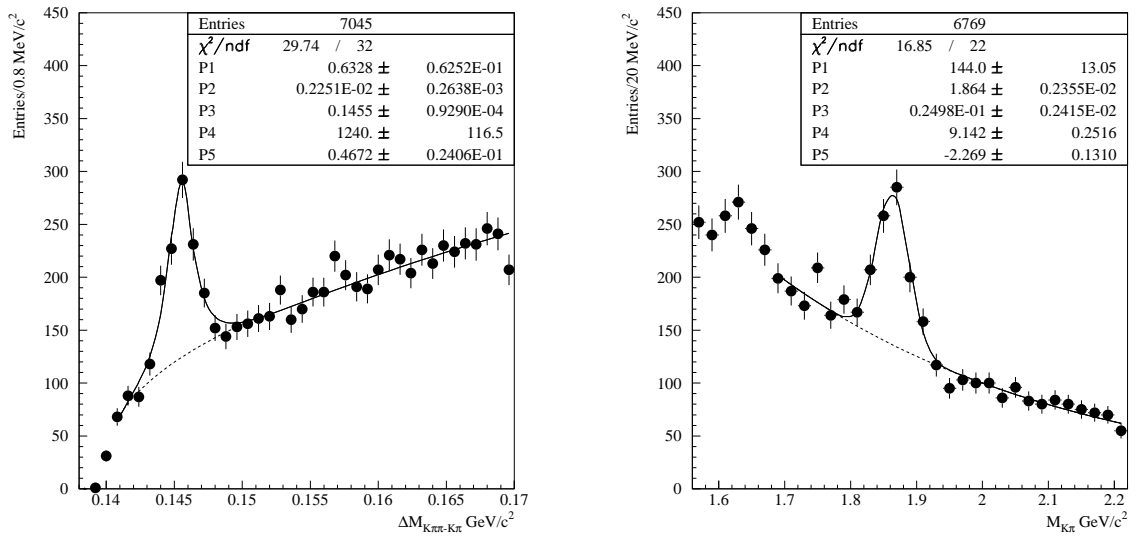 Entries 7045
χ²/ndf 29.74 / 32
P1 0.6328 ± 0.6252E-01
P2 0.2251E-02 ± 0.2638E-03
P3 0.1455 ± 0.9290E-04
P4 1240. ± 116.5
P5 0.4672 ± 0.2406E-01
Entries/0.8 MeV/c²
450
400
350
300
250
200
150
100
50
0
0.14 0.145 0.15 0.155 0.16 0.165 0.17
ΔM_{Kππ-Kπ} GeV/c²
Entries 6769
χ²/ndf 16.85 / 22
P1 144.0 ± 13.05
P2 1.864 ± 0.2355E-02
P3 0.2498E-01 ± 0.2415E-02
P4 9.142 ± 0.2516
P5 -2.269 ± 0.1310
Entries/20 MeV/c²
450
400
350
300
250
200
150
100
50
0
1.6 1.7 1.8 1.9 2 2.1 2.2
M_{Kπ} GeV/c²